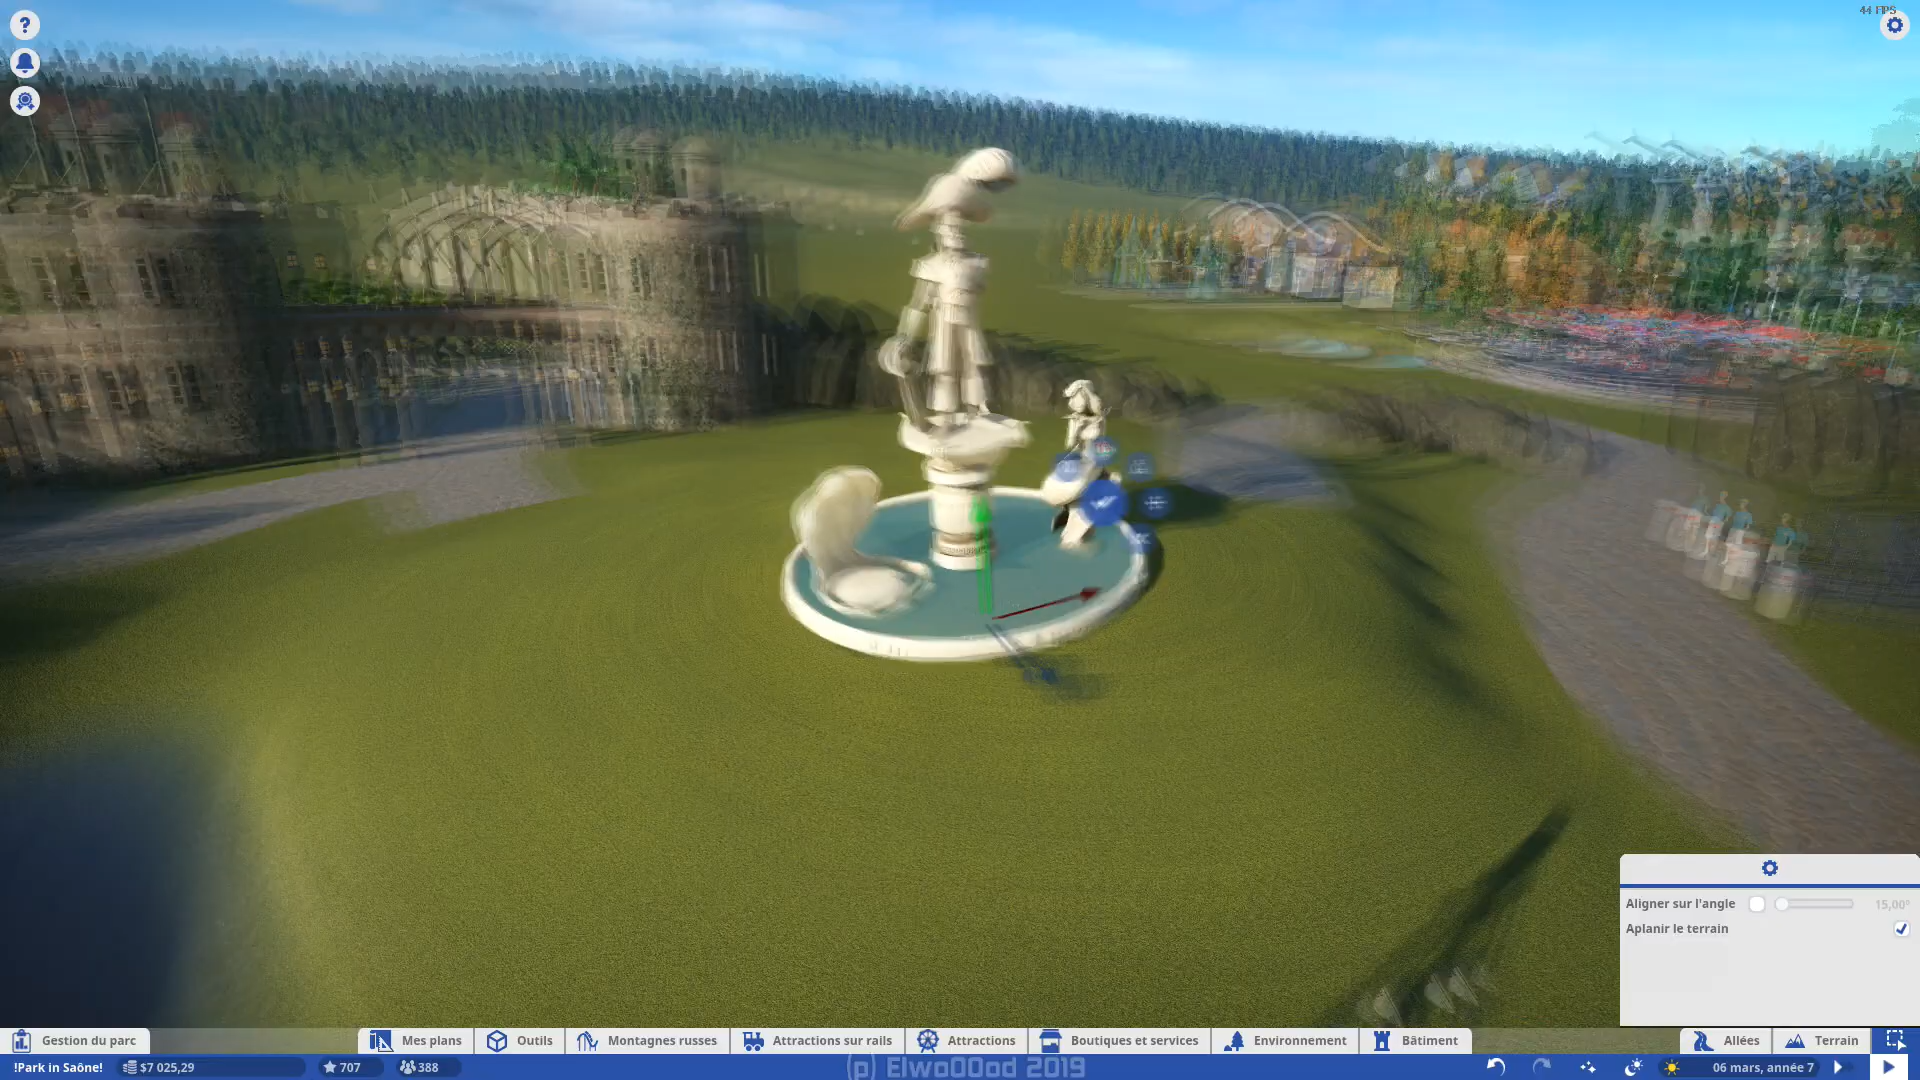 44 FPS
?
Aligner sur l'angle 15,00°
Aplanir le terrain
Gestion du parc
Mes plans
Outils
Montagnes russes
Attractions sur rails
Attractions
Boutiques et services
Environnement
Bâtiment
Allées
Terrain
!Park in Saône!
$7 025,29
707
388
(p) Elwo00od 2019
06 mars, année 7